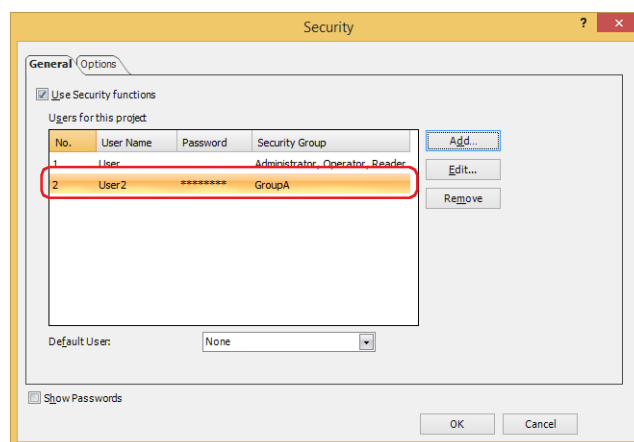 Security
? ×
General Options
Use Security functions
Users for this project
No. User Name Password Security Group
1 User Administrator, Operator, Reader
2 User2 ******** GroupA
Add...
Edit...
Remove
Default User: None
Show Passwords
OK Cancel